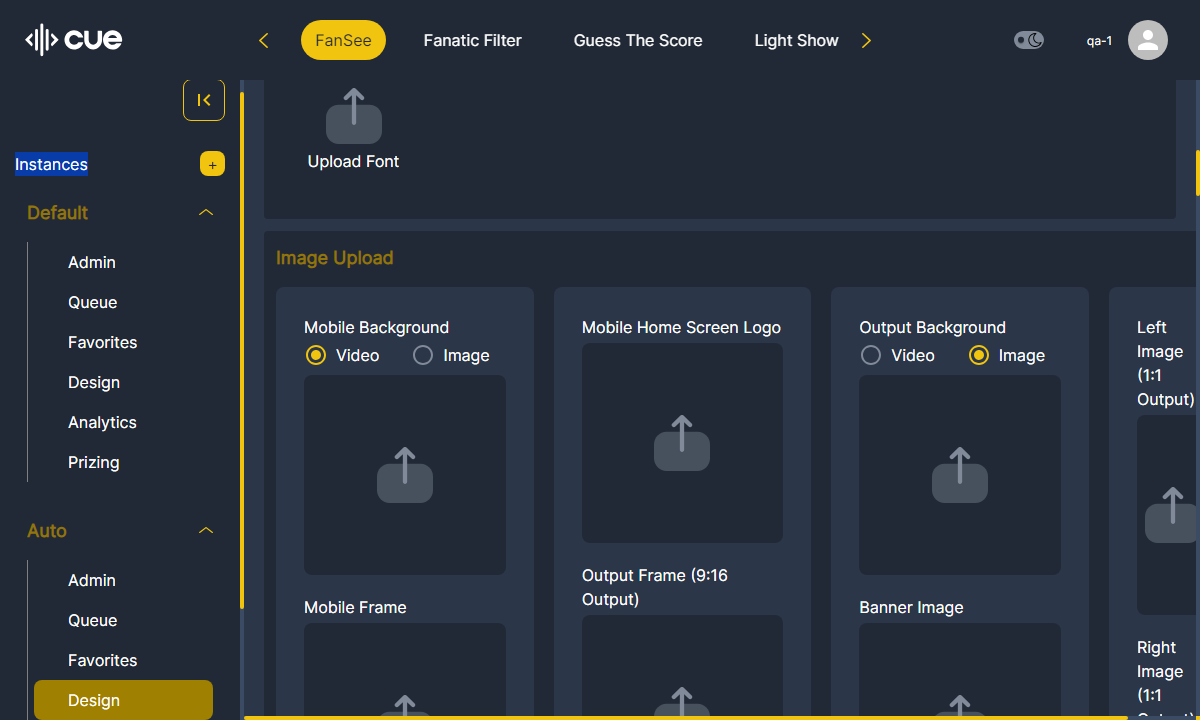 cue
FanSee
Fanatic Filter
Guess The Score
Light Show
qa-1
Instances
+
Default
Admin
Queue
Favorites
Design
Analytics
Prizing
Auto
Admin
Queue
Favorites
Design
Upload Font
Image Upload
Mobile Background
Video
Image
Mobile Frame
Mobile Home Screen Logo
Output Frame (9:16
Output)
Output Background
Video
Image
Banner Image
Left
Image
(1:1
Output)
Right
Image
(1:1
Output)